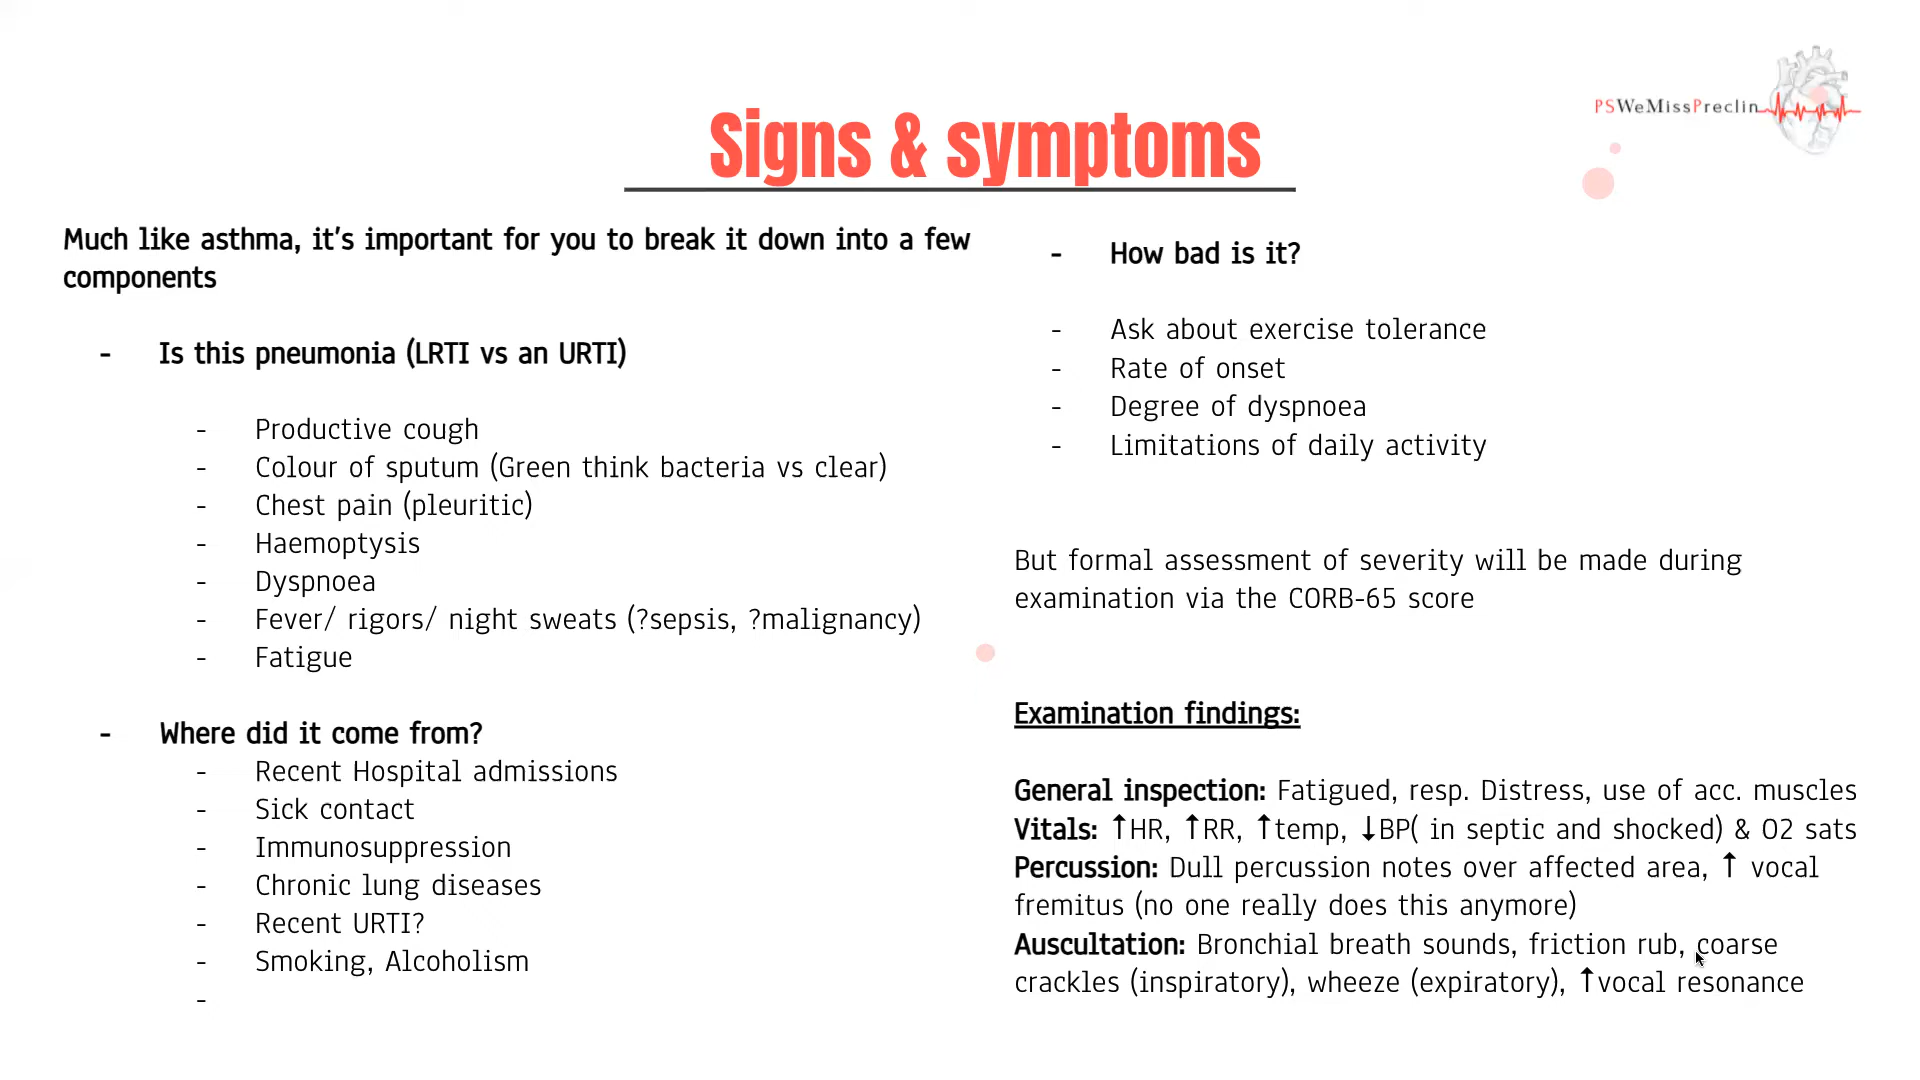 PSWeMissPreclin
Signs & symptoms
Much like asthma, it's important for you to break it down into a few
components
- Is this pneumonia (LRTI vs an URTI)
- Productive cough
- Colour of sputum (Green think bacteria vs clear)
- Chest pain (pleuritic)
- Haemoptysis
- Dyspnoea
- Fever/ rigors/ night sweats (?sepsis, ?malignancy)
- Fatigue
- Where did it come from?
- Recent Hospital admissions
- Sick contact
- Immunosuppression
- Chronic lung diseases
- Recent URTI?
- Smoking, Alcoholism
-
- How bad is it?
- Ask about exercise tolerance
- Rate of onset
- Degree of dyspnoea
- Limitations of daily activity
But formal assessment of severity will be made during
examination via the CORB-65 score
Examination findings:
General inspection: Fatigued, resp. Distress, use of acc. muscles
Vitals: ↑HR, ↑RR, ↑temp, ↓BP( in septic and shocked) & O2 sats
Percussion: Dull percussion notes over affected area, ↑ vocal
fremitus (no one really does this anymore)
Auscultation: Bronchial breath sounds, friction rub, coarse
crackles (inspiratory), wheeze (expiratory), ↑vocal resonance